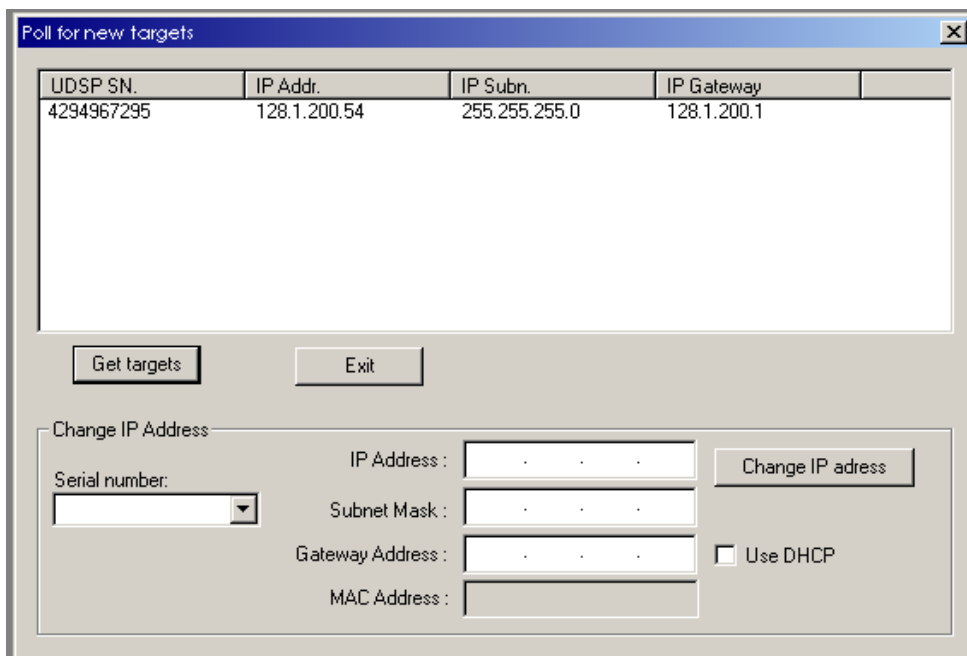 Poll for new targets
UDSP SN. IP Addr. IP Subn. IP Gateway
4294967295 128.1.200.54 255.255.255.0 128.1.200.1
Get targets Exit
Change IP Address
IP Address :
Change IP adress
Serial number:
Subnet Mask :
Gateway Address :
Use DHCP
MAC Address :